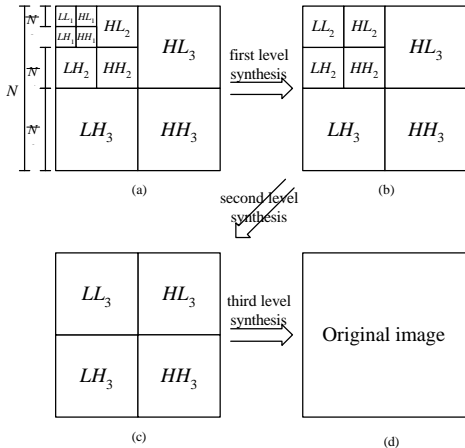 LL₁ HL₁
HL₂
LH₁ HH₁
HL₃
LH₂ HH₂
LH₃ HH₃
N
N
N
N
(a)
first level
synthesis
LL₂ HL₂
HL₃
LH₂ HH₂
LH₃ HH₃
(b)
second level
synthesis
LL₃ HL₃
LH₃ HH₃
(c)
third level
synthesis
Original image
(d)